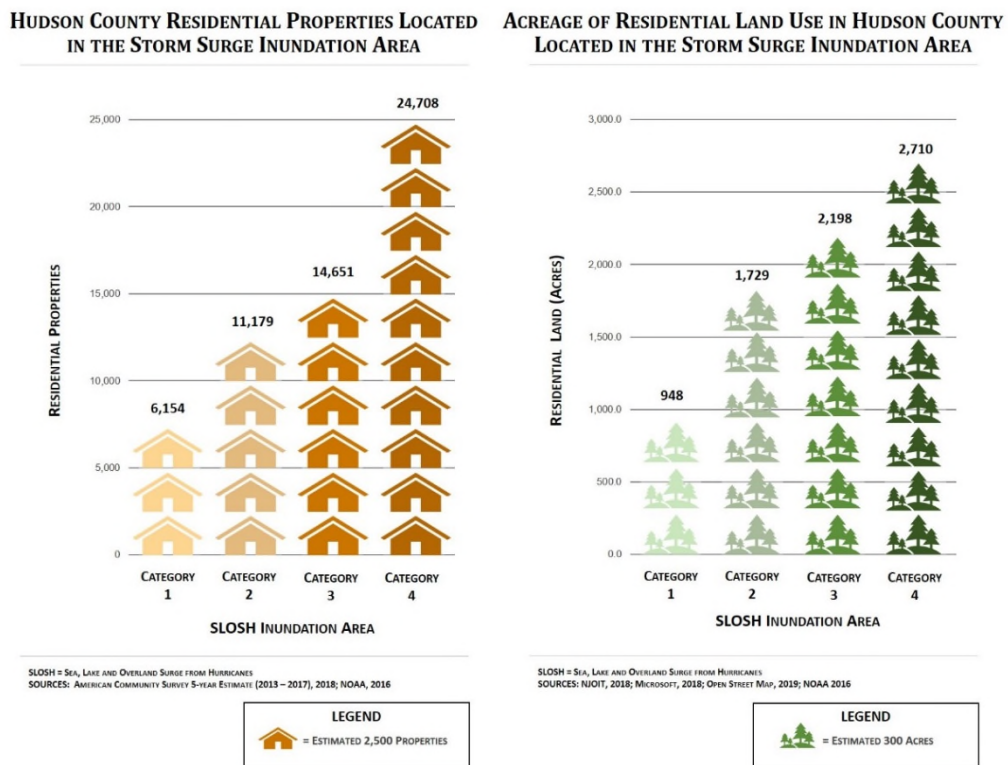 HUDSON COUNTY RESIDENTIAL PROPERTIES LOCATED
IN THE STORM SURGE INUNDATION AREA
24,708
25,000
20,000
14,651
15,000
11,179
10,000
6,154
5,000
0
RESIDENTIAL PROPERTIES
CATEGORY
1
CATEGORY
2
CATEGORY
3
CATEGORY
4
SLOSH INUNDATION AREA
SLOSH = SEA, LAKE AND OVERLAND SURGE FROM HURRICANES
SOURCES: AMERICAN COMMUNITY SURVEY 5-YEAR ESTIMATE (2013 – 2017), 2018; NOAA, 2016
LEGEND
= ESTIMATED 2,500 PROPERTIES
ACREAGE OF RESIDENTIAL LAND USE IN HUDSON COUNTY
LOCATED IN THE STORM SURGE INUNDATION AREA
3,000.0
2,710
2,500.0
2,198
2,000.0
1,729
1,500.0
948
1,000.0
500.0
0.0
RESIDENTIAL LAND (ACRES)
CATEGORY
1
CATEGORY
2
CATEGORY
3
CATEGORY
4
SLOSH INUNDATION AREA
SLOSH = SEA, LAKE AND OVERLAND SURGE FROM HURRICANES
SOURCES: NJOIT, 2018; MICROSOFT, 2018; OPEN STREET MAP, 2019; NOAA 2016
LEGEND
= ESTIMATED 300 ACRES